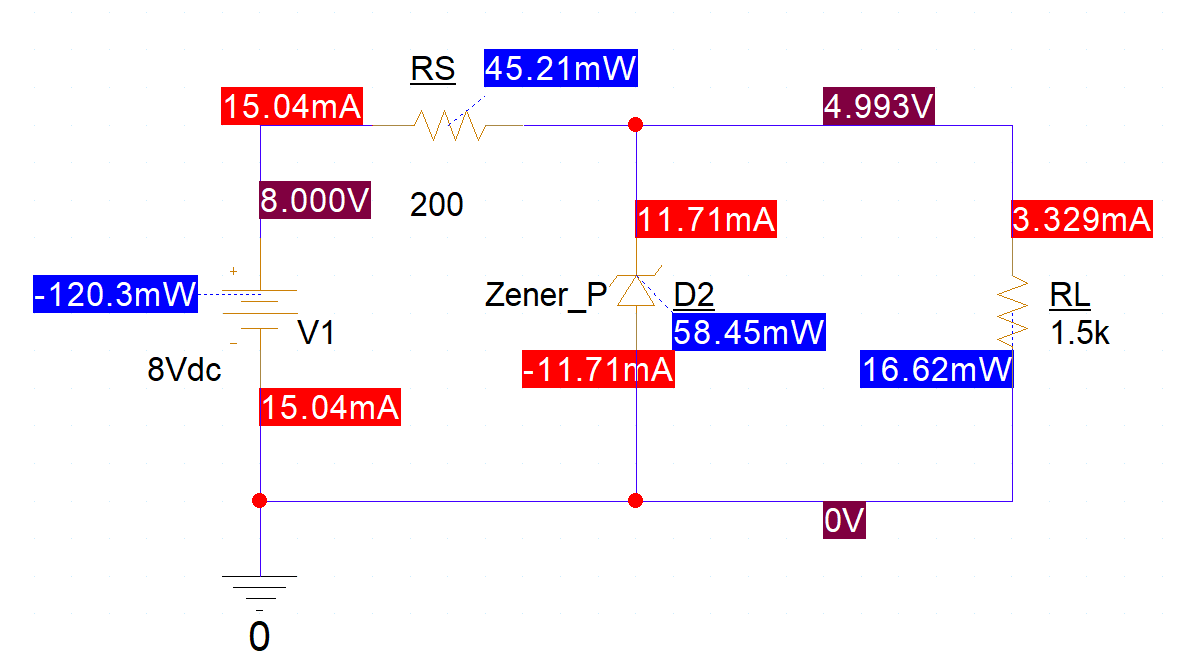 RS
45.21mW
15.04mA
4.993V
8.000V
200
11.71mA
3.329mA
+
-120.3mW
Zener_P
D2
RL
V1
58.45mW
1.5k
-
8Vdc
-11.71mA
16.62mW
15.04mA
0V
0